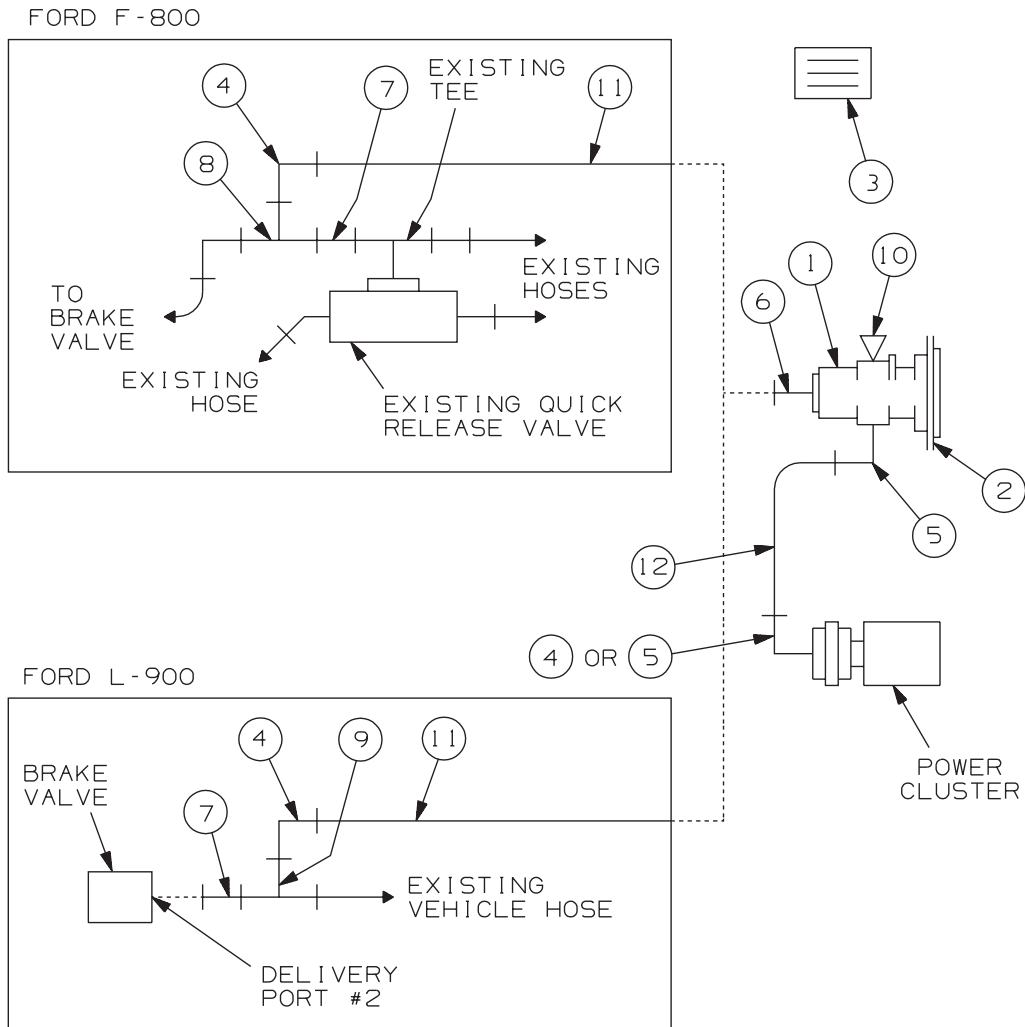 FORD F-800
4
7
EXISTING
TEE
11
3
8
EXISTING
HOSES
TO
BRAKE
VALVE
EXISTING
HOSE
EXISTING QUICK
RELEASE VALVE
1
10
6
2
5
12
4 OR 5
POWER
CLUSTER
FORD L-900
BRAKE
VALVE
4
9
11
7
EXISTING
VEHICLE HOSE
DELIVERY
PORT #2